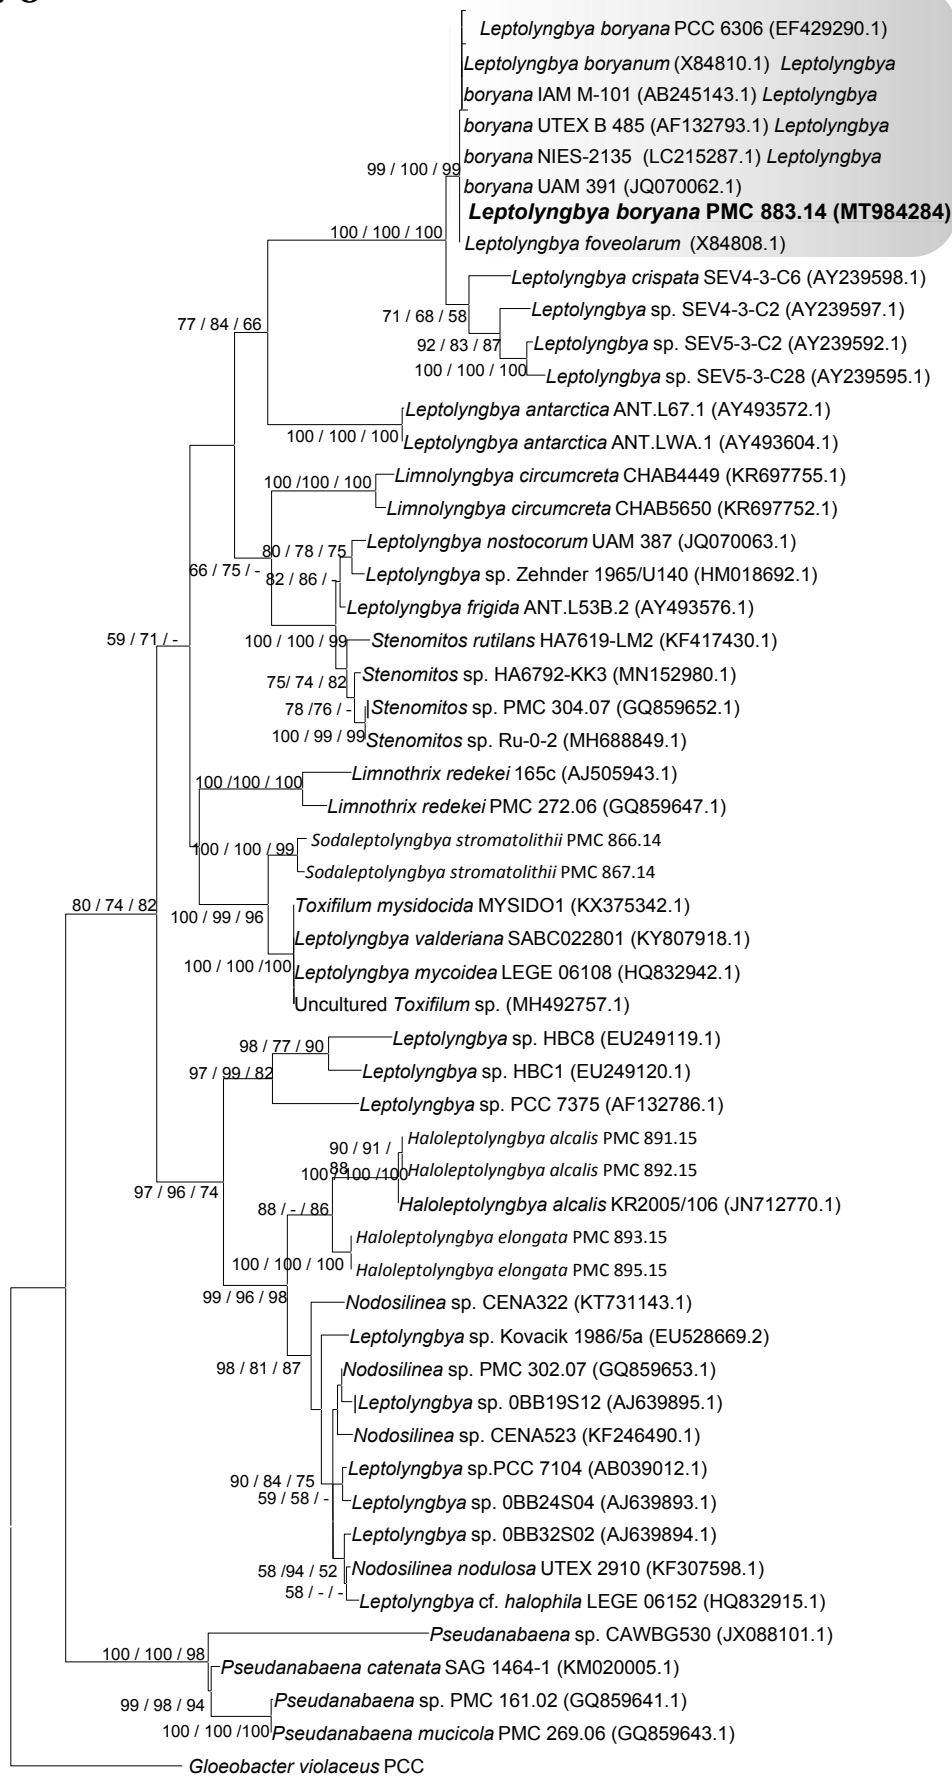 Leptolyngbya boryana PCC 6306 (EF429290.1)
Leptolyngbya boryanum (X84810.1) Leptolyngbya
boryana IAM M-101 (AB245143.1) Leptolyngbya
boryana UTEX B 485 (AF132793.1) Leptolyngbya
boryana NIES-2135 (LC215287.1) Leptolyngbya
99 / 100 / 99
boryana UAM 391 (JQ070062.1)
Leptolyngbya boryana PMC 883.14 (MT984284)
100 / 100 / 100
Leptolyngbya foveolarum (X84808.1)
Leptolyngbya crispata SEV4-3-C6 (AY239598.1)
Leptolyngbya sp. SEV4-3-C2 (AY239597.1)
71 / 68 / 58
77 / 84 / 66
Leptolyngbya sp. SEV5-3-C2 (AY239592.1)
92 / 83 / 87
100 / 100 / 100
Leptolyngbya sp. SEV5-3-C28 (AY239595.1)
Leptolyngbya antarctica ANT.L67.1 (AY493572.1)
100 / 100 / 100
Leptolyngbya antarctica ANT.LWA.1 (AY493604.1)
Limnolyngbya circumcreta CHAB4449 (KR697755.1)
100 /100 / 100
Limnolyngbya circumcreta CHAB5650 (KR697752.1)
Leptolyngbya nostocorum UAM 387 (JQ070063.1)
80 / 78 / 75
66 / 75 / -
Leptolyngbya sp. Zehnder 1965/U140 (HM018692.1)
82 / 86 / -
Leptolyngbya frigida ANT.L53B.2 (AY493576.1)
59 / 71 / -
100 / 100 / 99
Stenomitos rutilans HA7619-LM2 (KF417430.1)
Stenomitos sp. HA6792-KK3 (MN152980.1)
75/ 74 / 82
Stenomitos sp. PMC 304.07 (GQ859652.1)
78 /76 / -
100 / 99 / 99
Stenomitos sp. Ru-0-2 (MH688849.1)
Limnothrix redekei 165c (AJ505943.1)
100 /100 / 100
Limnothrix redekei PMC 272.06 (GQ859647.1)
Sodaleptolyngbya stromatolithii PMC 866.14
100 / 100 / 99
Sodaleptolyngbya stromatolithii PMC 867.14
80 / 74 / 82
Toxifilum mysidocida MYSIDO1 (KX375342.1)
100 / 99 / 96
Leptolyngbya valderiana SABC022801 (KY807918.1)
100 / 100 /100
Leptolyngbya mycoidea LEGE 06108 (HQ832942.1)
Uncultured Toxifilum sp. (MH492757.1)
Leptolyngbya sp. HBC8 (EU249119.1)
98 / 77 / 90
97 / 99 / 82
Leptolyngbya sp. HBC1 (EU249120.1)
Leptolyngbya sp. PCC 7375 (AF132786.1)
Haloleptolyngbya alcalis PMC 891.15
90 / 91 /
88
100 / 100 /100
Haloleptolyngbya alcalis PMC 892.15
97 / 96 / 74
Haloleptolyngbya alcalis KR2005/106 (JN712770.1)
88 / - / 86
Haloleptolyngbya elongata PMC 893.15
100 / 100 / 100
Haloleptolyngbya elongata PMC 895.15
99 / 96 / 98
Nodosilinea sp. CENA322 (KT731143.1)
Leptolyngbya sp. Kovacik 1986/5a (EU528669.2)
98 / 81 / 87
Nodosilinea sp. PMC 302.07 (GQ859653.1)
Leptolyngbya sp. 0BB19S12 (AJ639895.1)
Nodosilinea sp. CENA523 (KF246490.1)
Leptolyngbya sp.PCC 7104 (AB039012.1)
90 / 84 / 75
59 / 58 / -
Leptolyngbya sp. 0BB24S04 (AJ639893.1)
Leptolyngbya sp. 0BB32S02 (AJ639894.1)
58 /94 / 52
Nodosilinea nodulosa UTEX 2910 (KF307598.1)
58 / - / -
Leptolyngbya cf. halophila LEGE 06152 (HQ832915.1)
Pseudanabaena sp. CAWBG530 (JX088101.1)
100 / 100 / 98
Pseudanabaena catenata SAG 1464-1 (KM020005.1)
99 / 98 / 94
Pseudanabaena sp. PMC 161.02 (GQ859641.1)
100 / 100 /100
Pseudanabaena mucicola PMC 269.06 (GQ859643.1)
Gloeobacter violaceus PCC